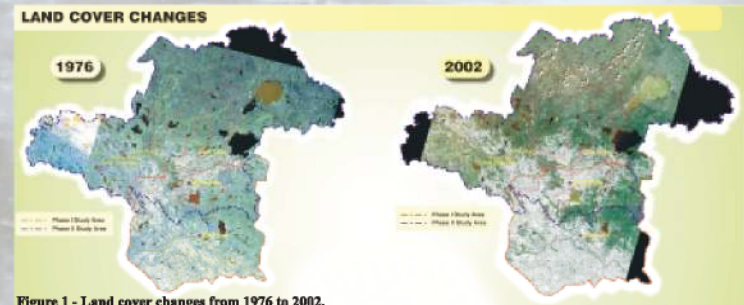 LAND COVER CHANGES
1976
2002
Phase I Study Area
Phase II Study Area
Phase I Study Area
Phase II Study Area
Figure 1 - Land cover changes from 1976 to 2002.